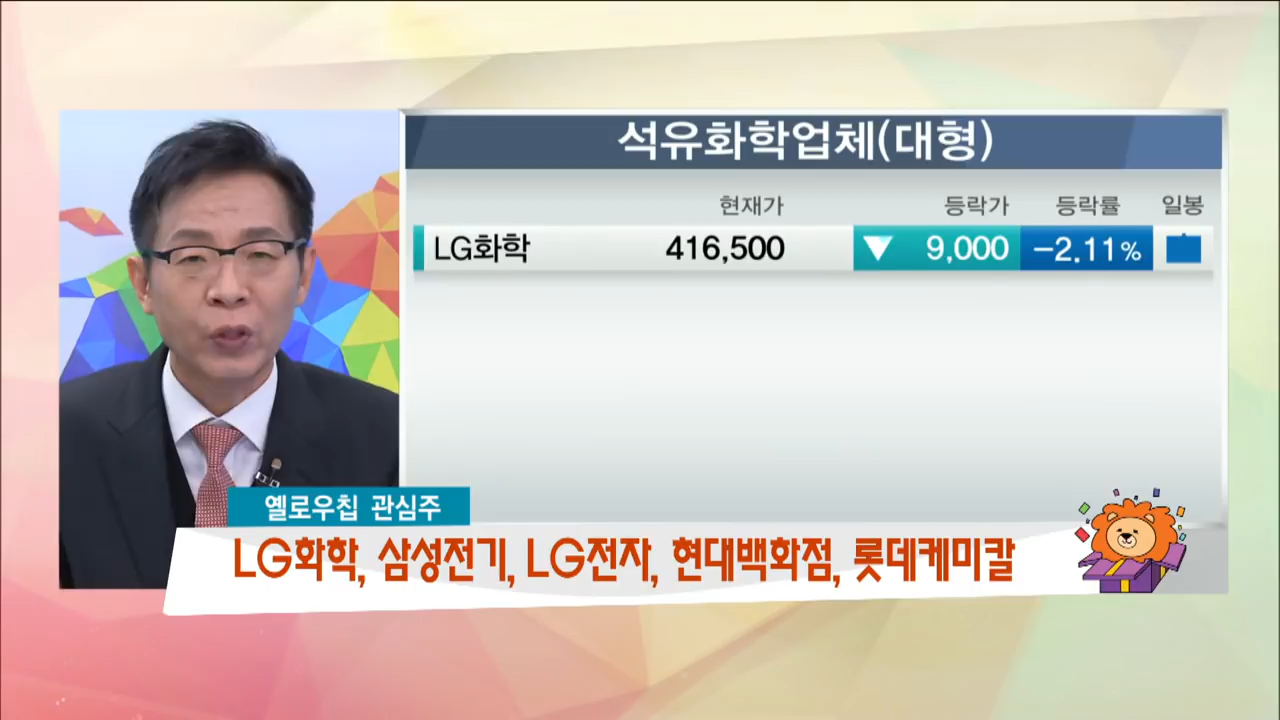 석유화학업체(대형)
현재가 등락가 등락률 일봉
LG화학 416,500 ▼ 9,000 -2.11%
옐로우칩 관심주
LG화학, 삼성전기, LG전자, 현대백화점, 롯데케미칼